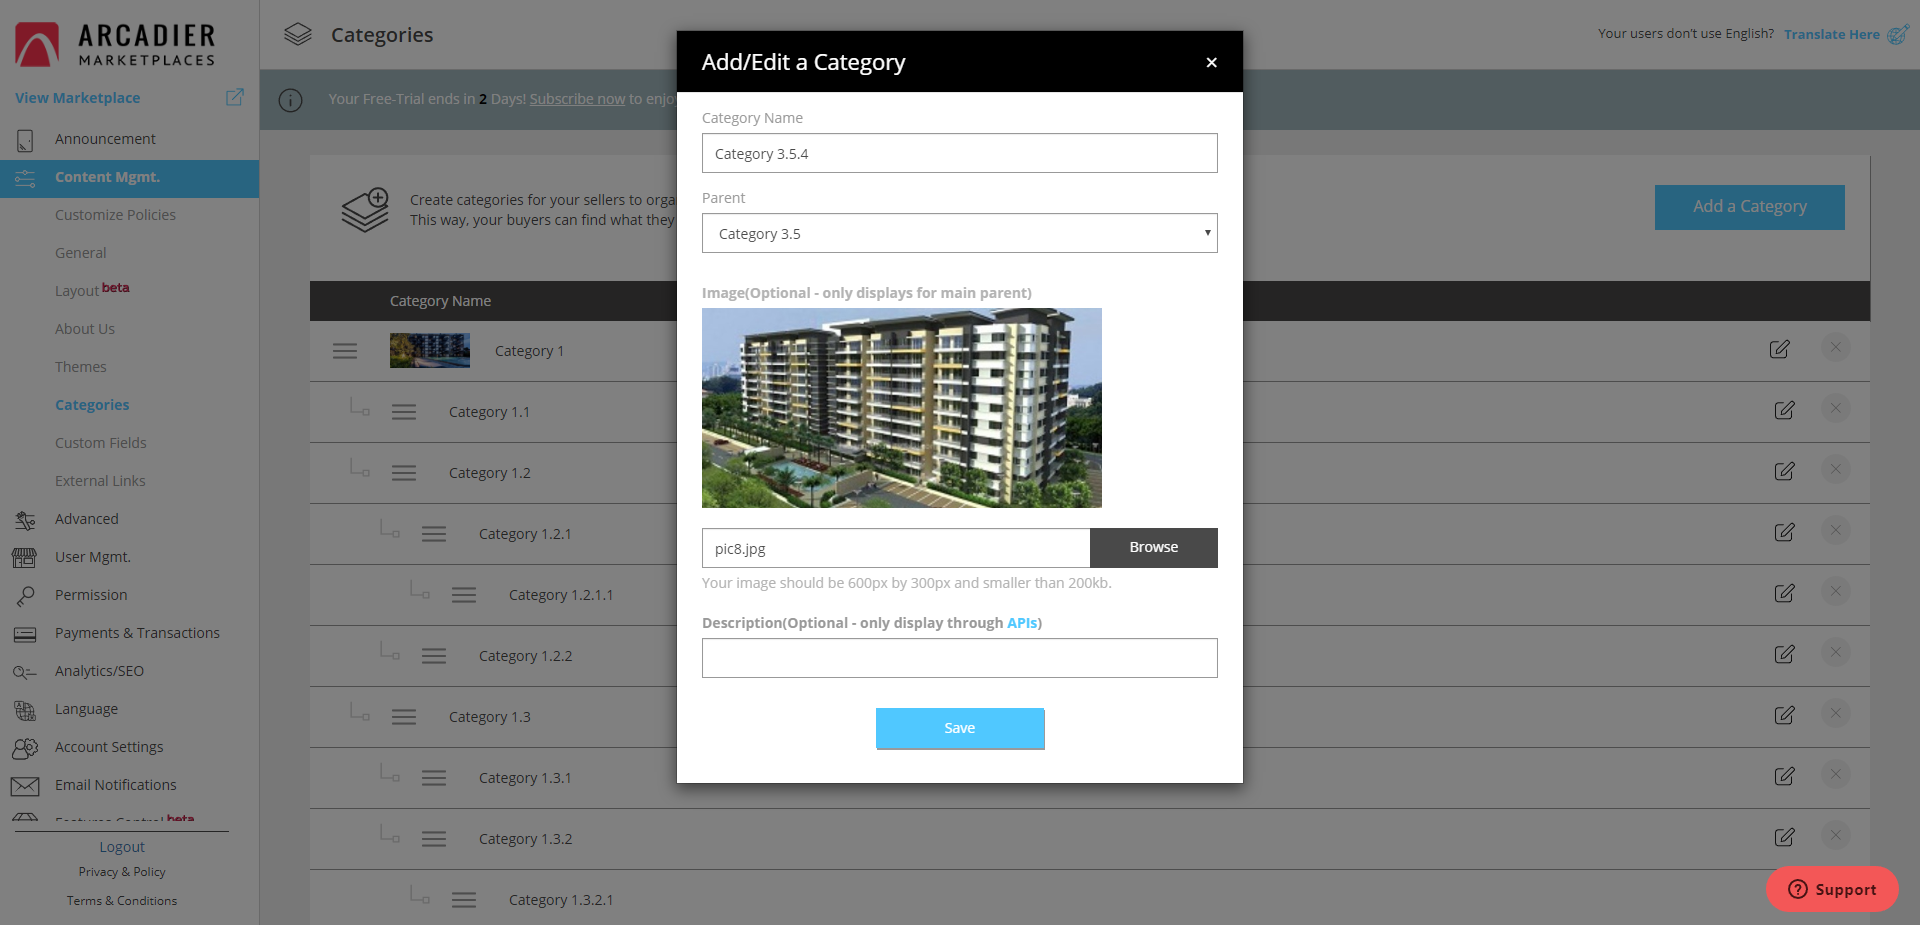 ARCADIER
MARKETPLACES
View Marketplace
Announcement
Content Mgmt.
Customize Policies
General
Layout beta
About Us
Themes
Categories
Custom Fields
External Links
Advanced
User Mgmt.
Permission
Payments & Transactions
Analytics/SEO
Language
Account Settings
Email Notifications
Features Control beta
Logout
Privacy & Policy
Terms & Conditions
Categories
Your users don't use English? Translate Here
Your Free-Trial ends in 2 Days! Subscribe now to enjoy
Create categories for your sellers to
This way, your buyers can find what they
Add a Category
Category Name
Category 1
Category 1.1
Category 1.2
Category 1.2.1
Category 1.2.1.1
Category 1.2.2
Category 1.3
Category 1.3.1
Category 1.3.2
Category 1.3.2.1
Add/Edit a Category
Category Name
Category 3.5.4
Parent
Category 3.5
Image(Optional - only displays for main parent)
pic8.jpg
Browse
Your image should be 600px by 300px and smaller than 200kb.
Description(Optional - only display through APIs)
Save
Support